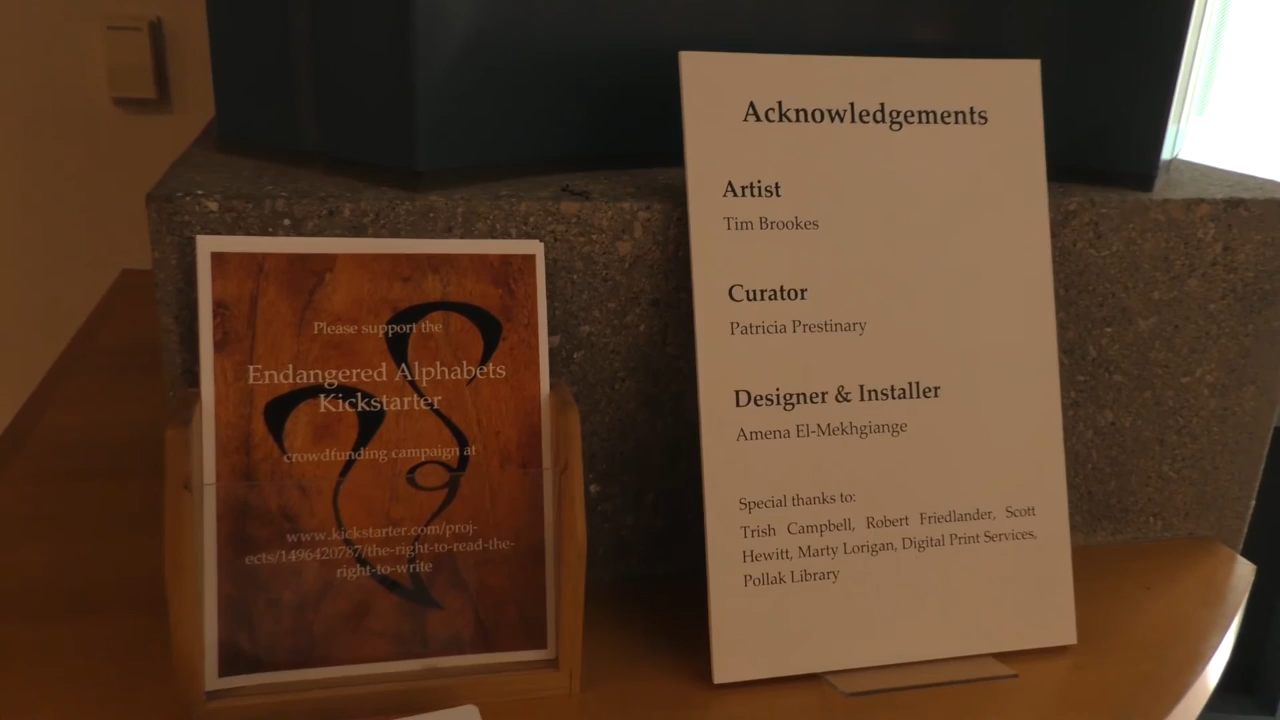 Please support the
Endangered Alphabets
Kickstarter
crowdfunding campaign at
www.kickstarter.com/proj-
ects/1496420787/the-right-to-read-the-
right-to-write
Acknowledgements
Artist
Tim Brookes
Curator
Patricia Prestinary
Designer & Installer
Amena El-Mekhgiange
Special thanks to:
Trish Campbell, Robert Friedlander, Scott
Hewitt, Marty Lorigan, Digital Print Services,
Pollak Library